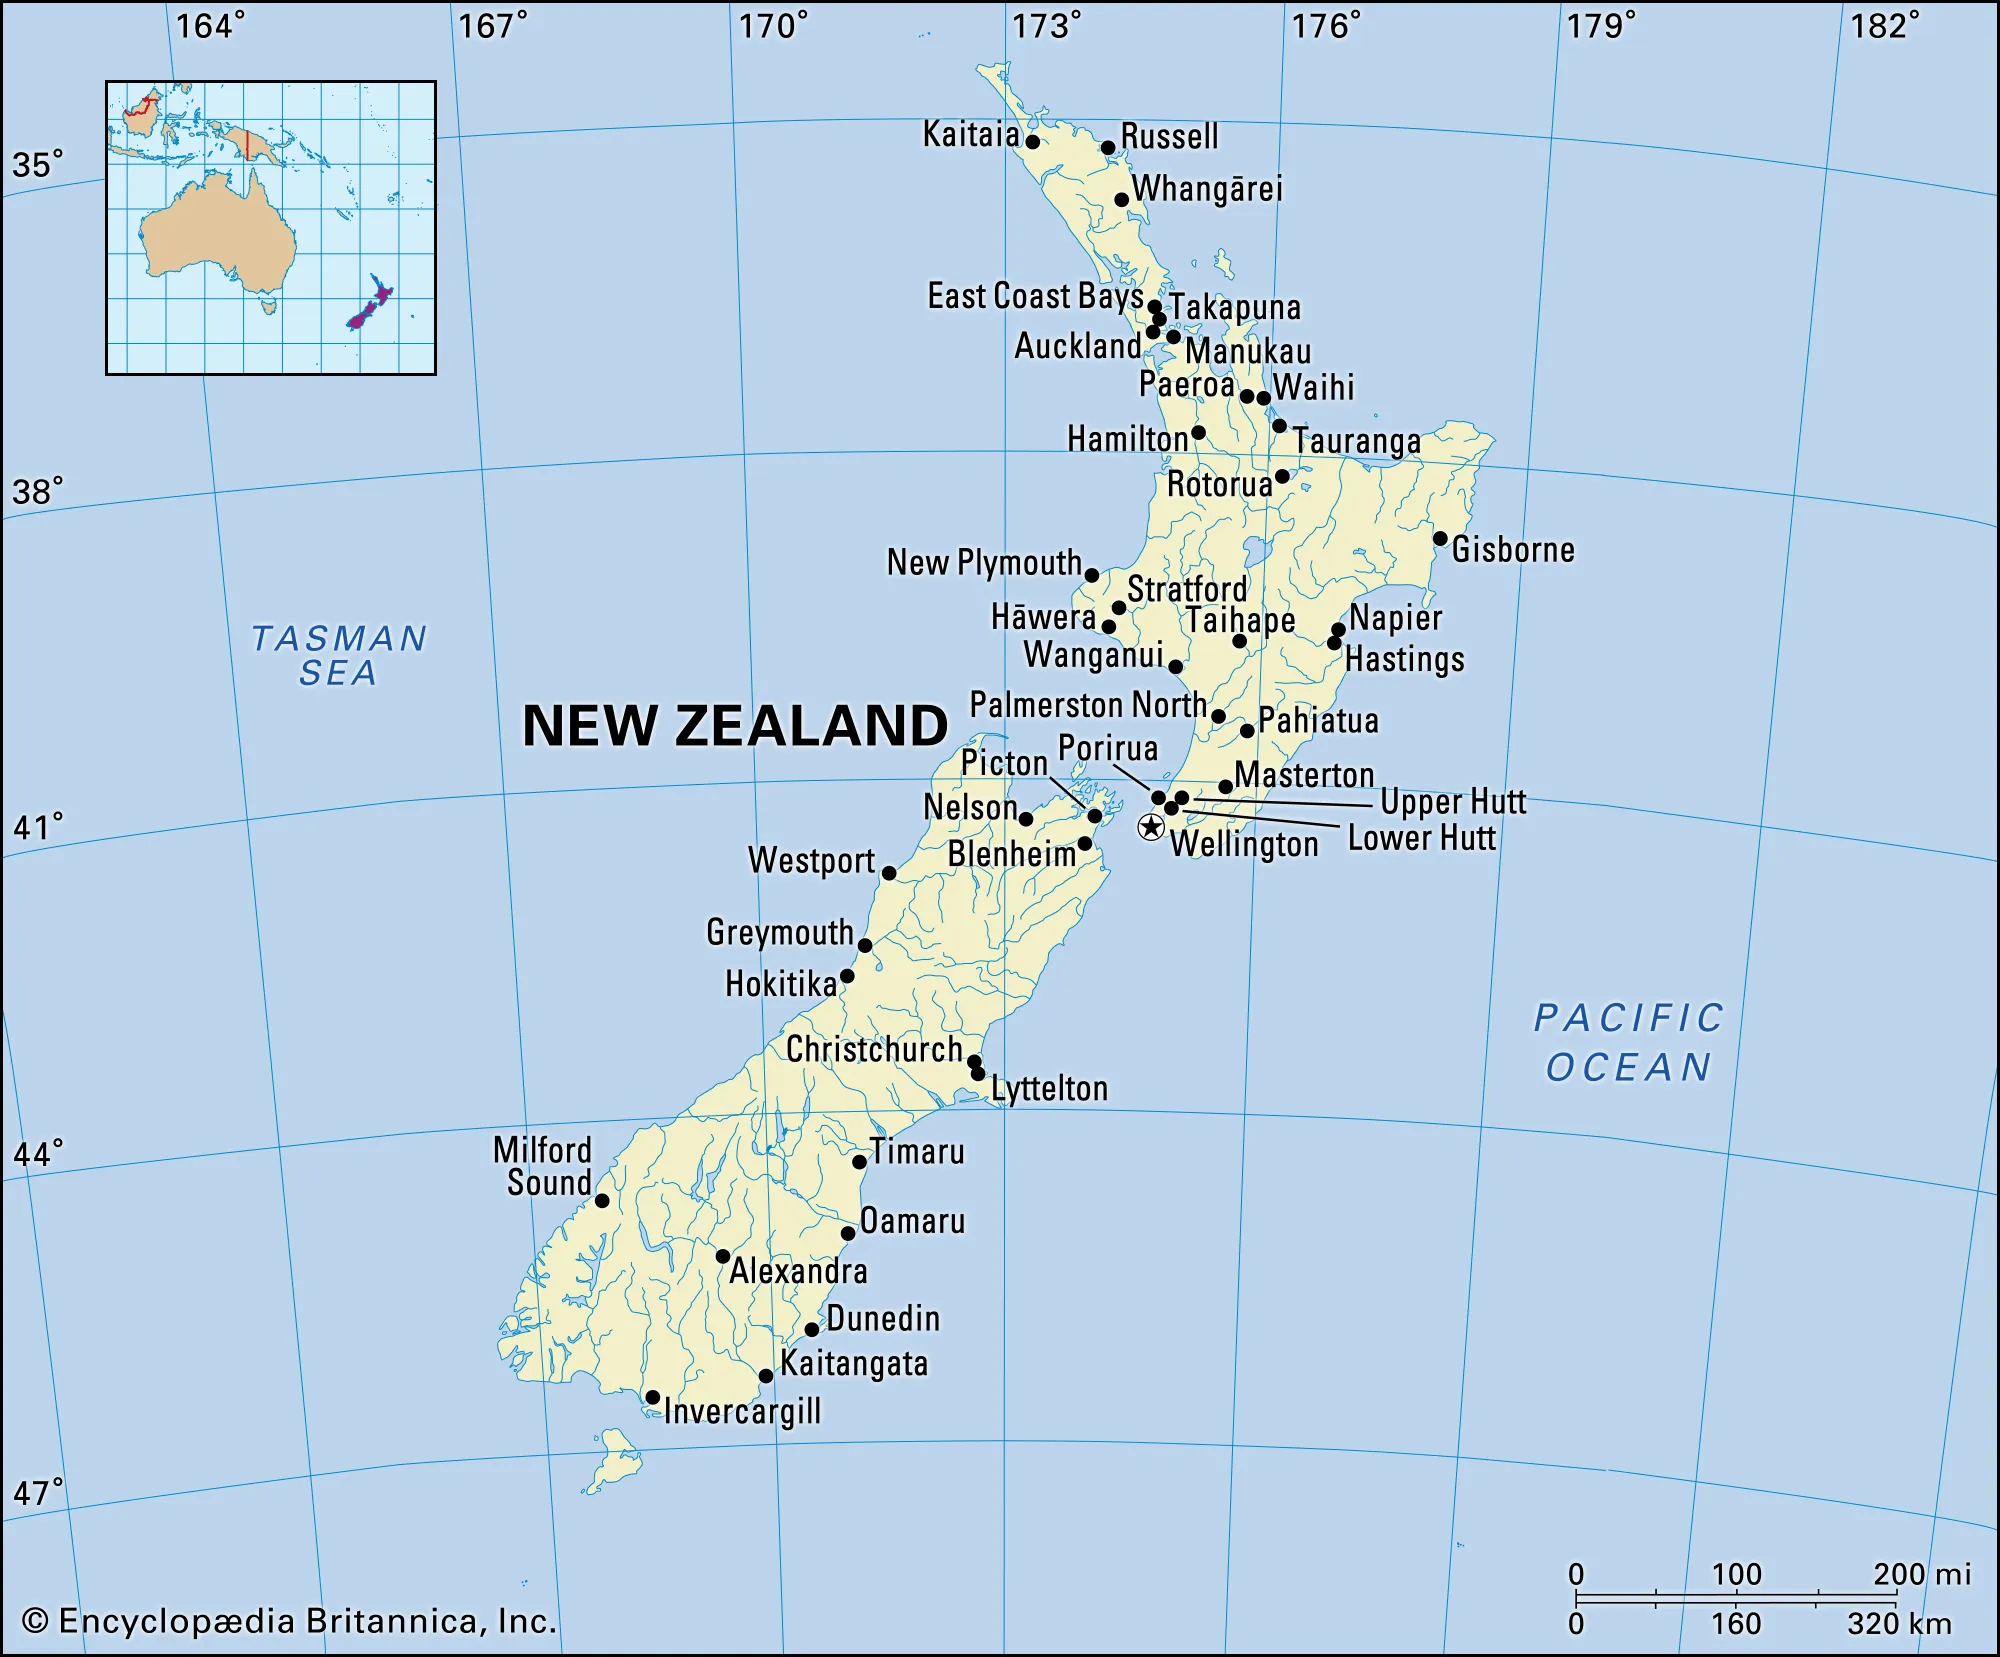 164°
167°
170°
173°
176°
179°
182°
35°
38°
41°
44°
47°
Kaitaia
Russell
Whangārei
East Coast Bays
Takapuna
Auckland
Manukau
Paeroa
Waihi
Hamilton
Tauranga
Rotorua
Gisborne
New Plymouth
Stratford
Hāwera
Taihape
Napier
Wanganui
Hastings
TASMAN
SEA
NEW ZEALAND
Palmerston North
Pahiatua
Porirua
Picton
Masterton
Upper Hutt
Nelson
Lower Hutt
Wellington
Blenheim
Westport
Greymouth
Hokitika
PACIFIC
OCEAN
Christchurch
Lyttelton
Milford
Sound
Timaru
Oamaru
Alexandra
Dunedin
Kaitangata
Invercargill
0 100 200 mi
0 160 320 km
© Encyclopædia Britannica, Inc.